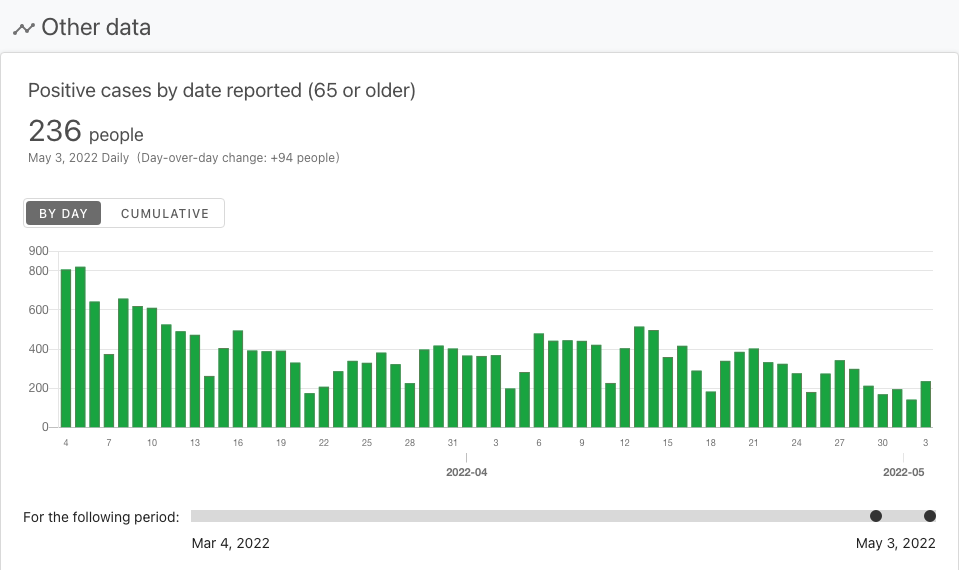 Other data
Positive cases by date reported (65 or older)
236 people
May 3, 2022 Daily (Day-over-day change: +94 people)
BY DAY CUMULATIVE
900
800
600
400
200
0
4 7 10 13 16 19 22 25 28 31 3 6 9 12 15 18 21 24 27 30 3
2022-04 2022-05
For the following period:
Mar 4, 2022 May 3, 2022